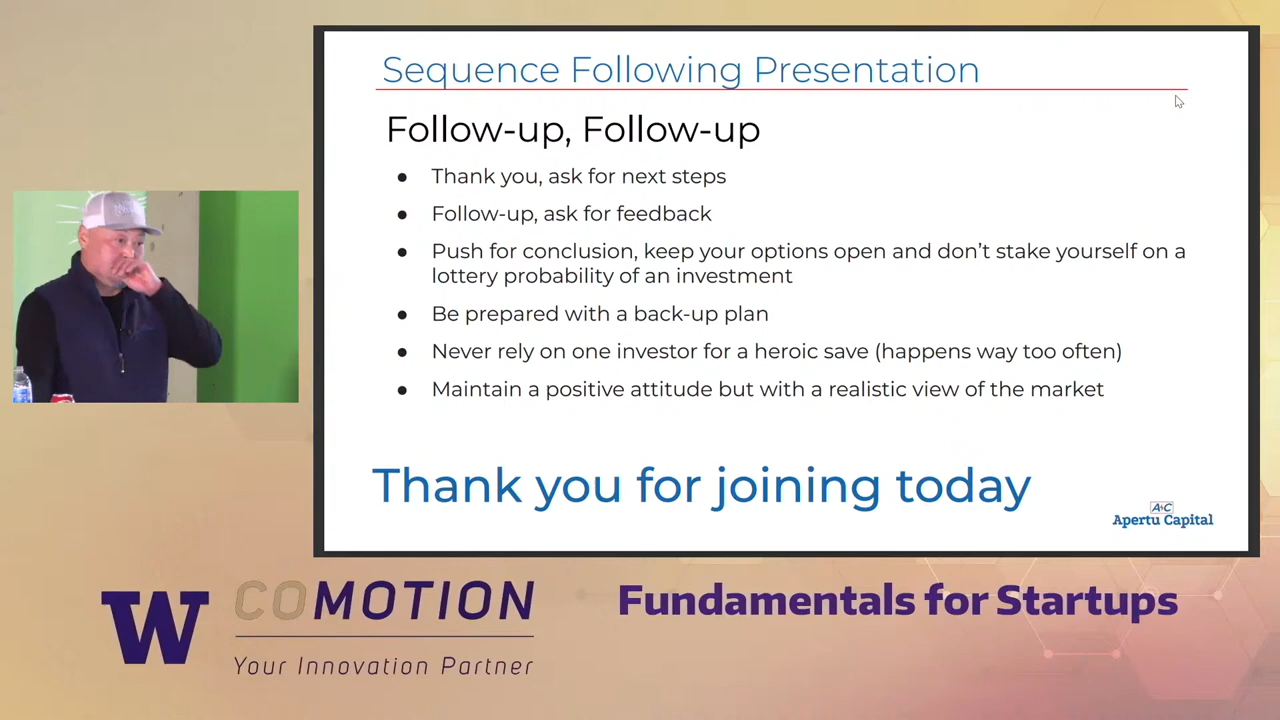 Sequence Following Presentation
Follow-up, Follow-up
● Thank you, ask for next steps
● Follow-up, ask for feedback
● Push for conclusion, keep your options open and don’t stake yourself on a
lottery probability of an investment
● Be prepared with a back-up plan
● Never rely on one investor for a heroic save (happens way too often)
● Maintain a positive attitude but with a realistic view of the market
Thank you for joining today
A+C
Apertu Capital
W
COMOTION
Your Innovation Partner
Fundamentals for Startups